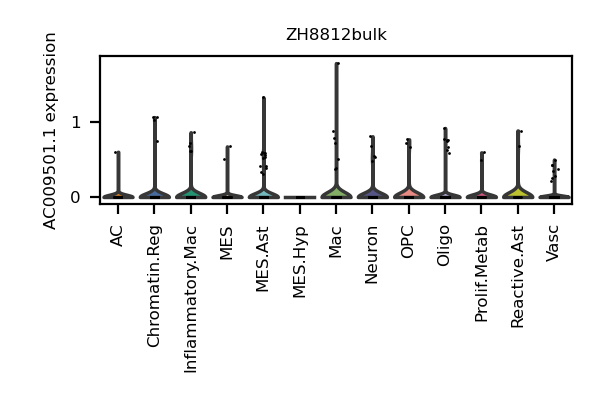 ZH8812bulk
AC009501.1 expression
1
0
AC
Chromatin.Reg
Inflammatory.Mac
MES
MES.Ast
MES.Hyp
Mac
Neuron
OPC
Oligo
Prolif.Metab
Reactive.Ast
Vasc